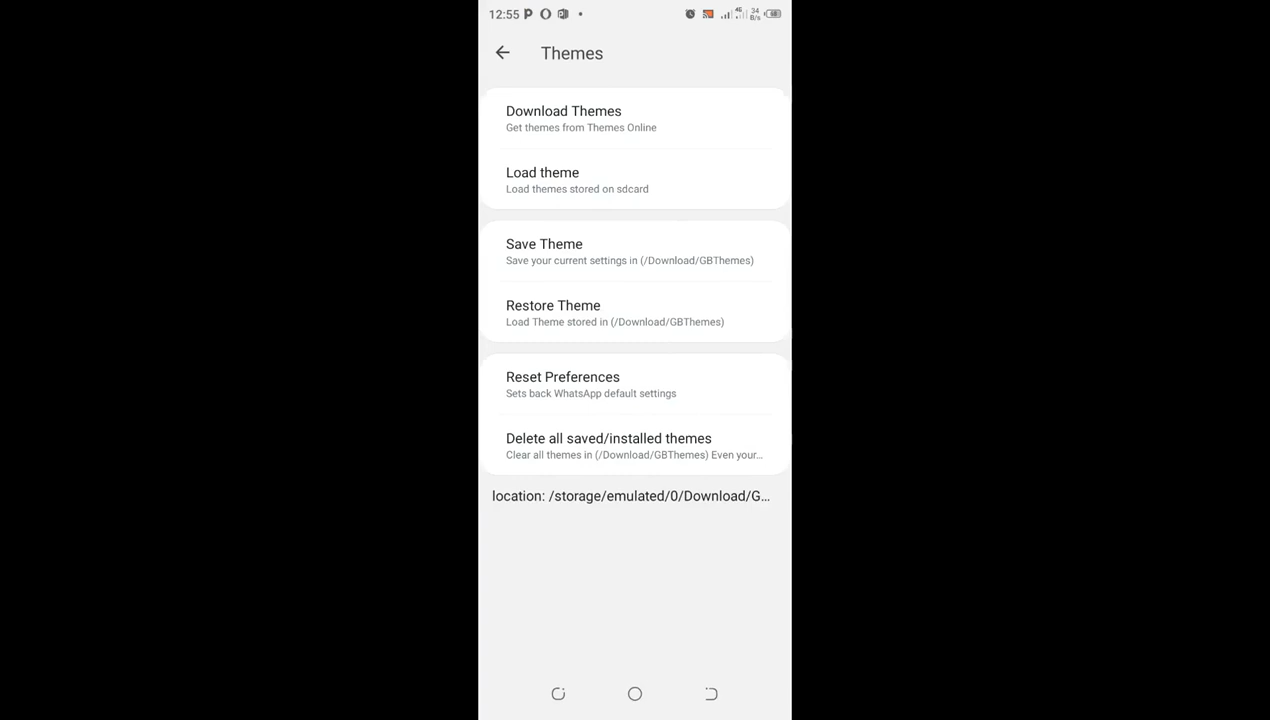 12:55
4G 34 B/s 68
Themes
Download Themes
Get themes from Themes Online
Load theme
Load themes stored on sdcard
Save Theme
Save your current settings in (/Download/GBThemes)
Restore Theme
Load Theme stored in (/Download/GBThemes)
Reset Preferences
Sets back WhatsApp default settings
Delete all saved/installed themes
Clear all themes in (/Download/GBThemes) Even your…
location: /storage/emulated/0/Download/G…